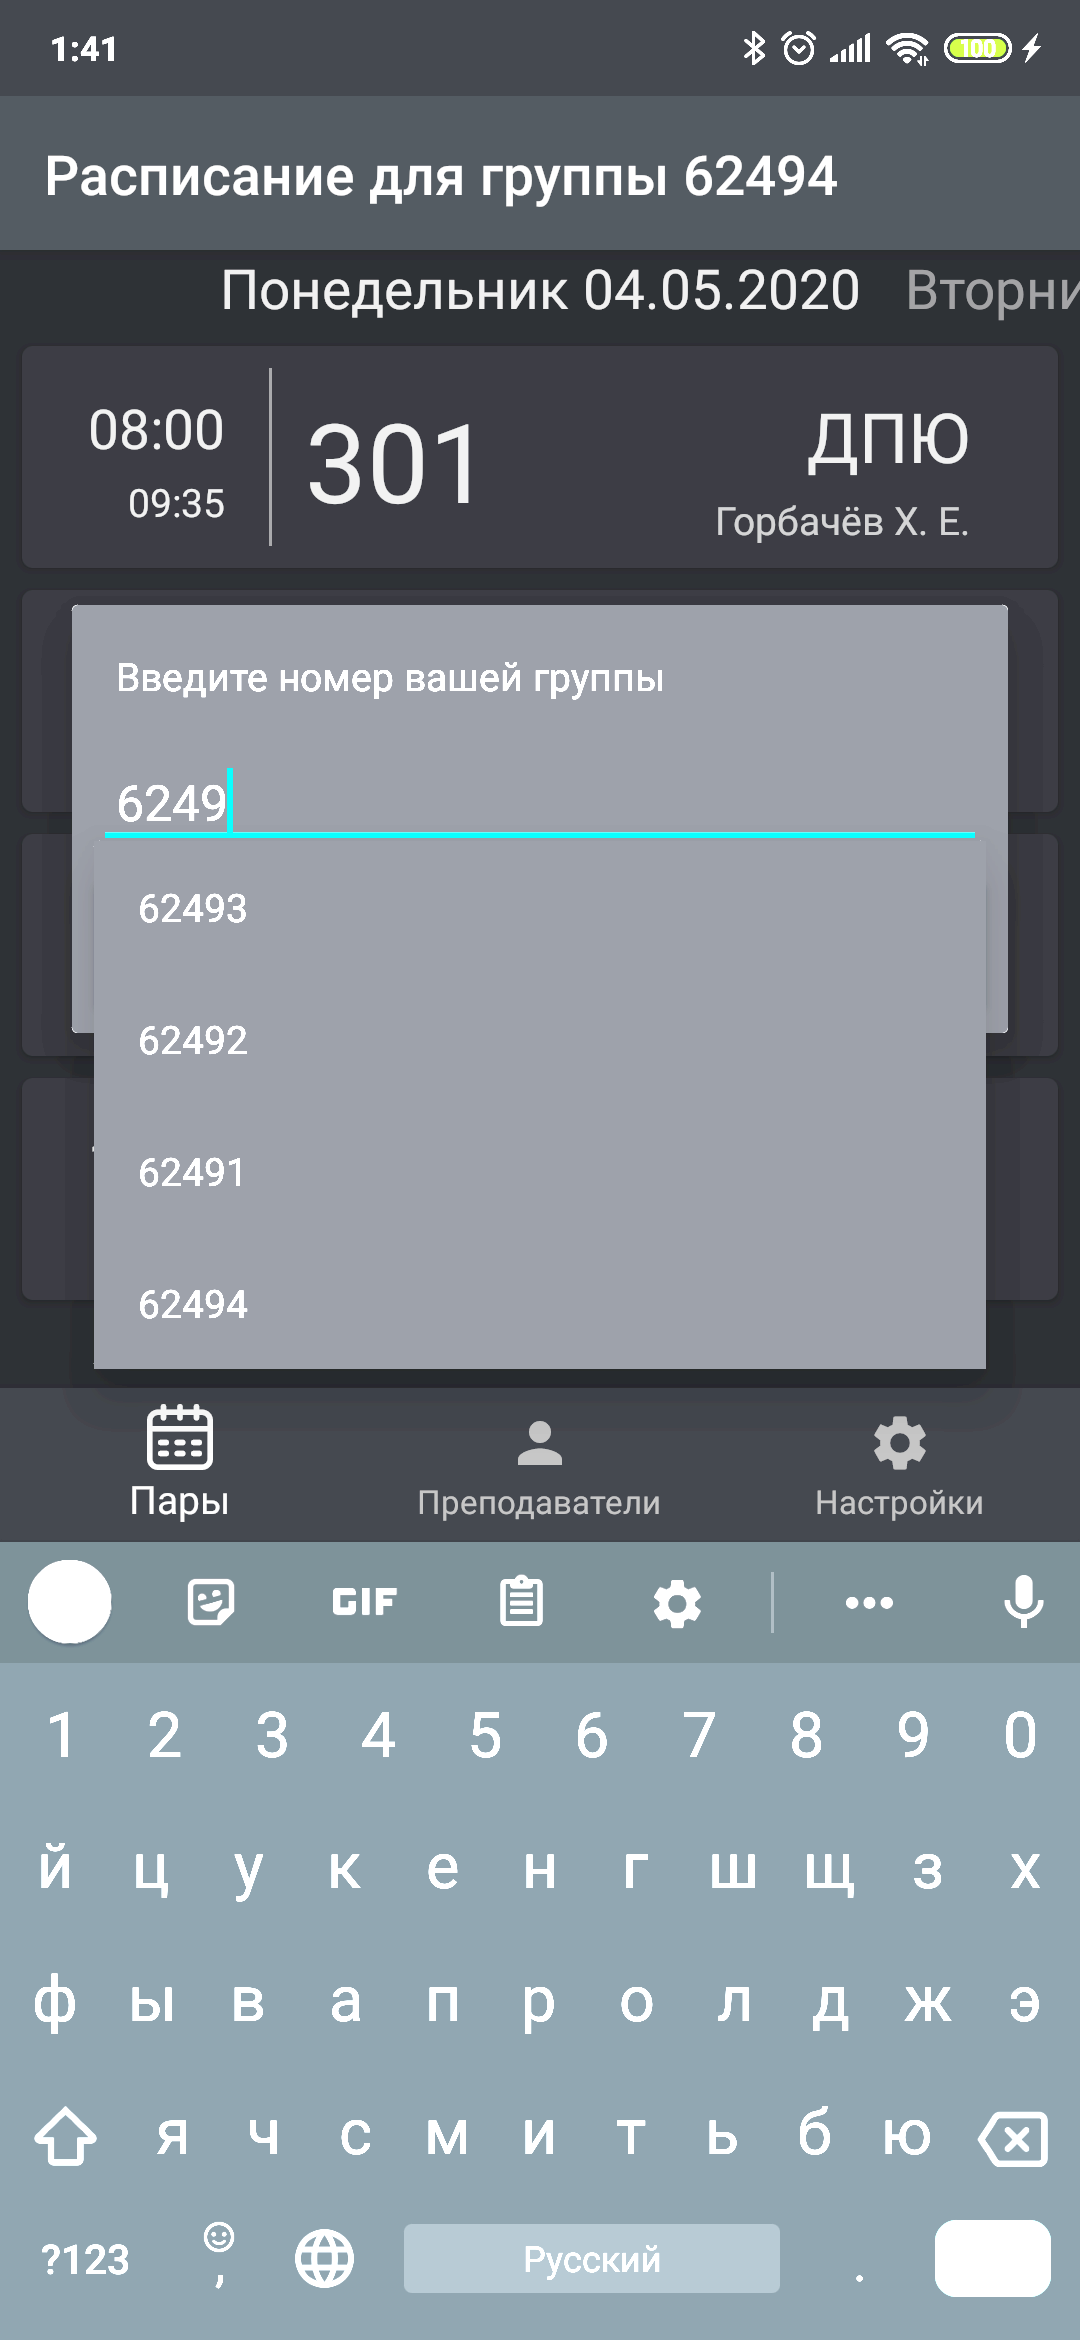 1:41
100
Расписание для группы 62494
Понедельник 04.05.2020 Вторни
08:00
09:35
301
ДПЮ
Горбачёв Х. Е.
Введите номер вашей группы
6249
62493
62492
62491
62494
Пары Преподаватели Настройки
GIF
1 2 3 4 5 6 7 8 9 0
й ц у к е н г ш щ з х
ф ы в а п р о л д ж э
я ч с м и т ь б ю
?123 , Русский .